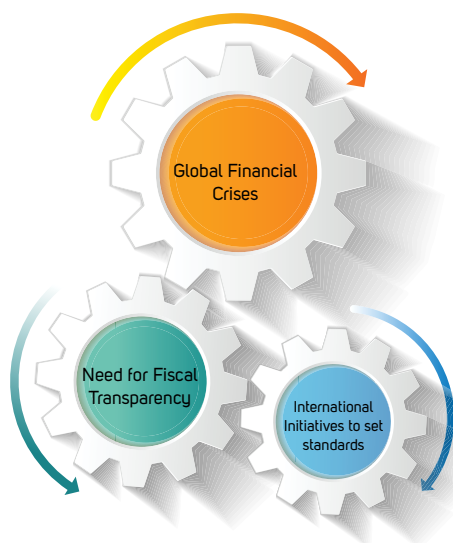 Global Financial
Crises
Need for Fiscal
Transparency
International
Initiatives to set
standards